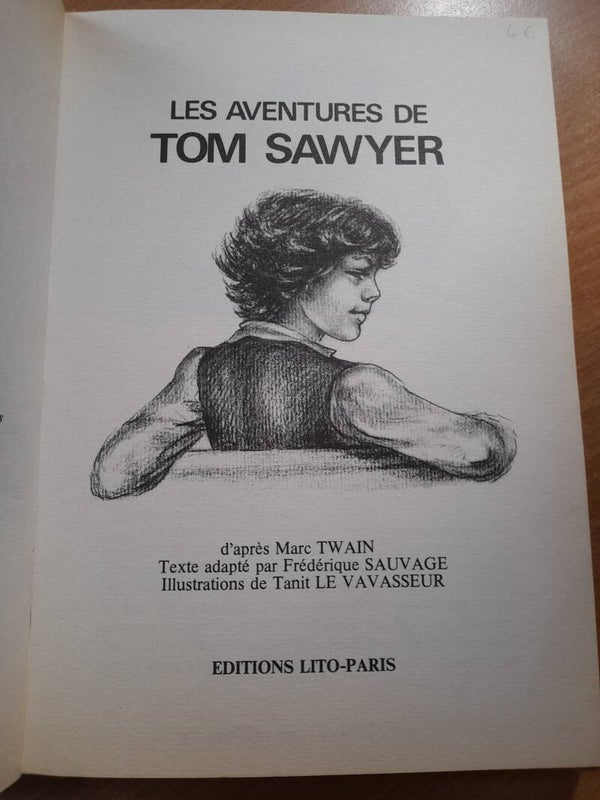 4€
LES AVENTURES DE
TOM SAWYER
d'après Marc TWAIN
Texte adapté par Frédérique SAUVAGE
Illustrations de Tanit LE VAVASSEUR
EDITIONS LITO-PARIS